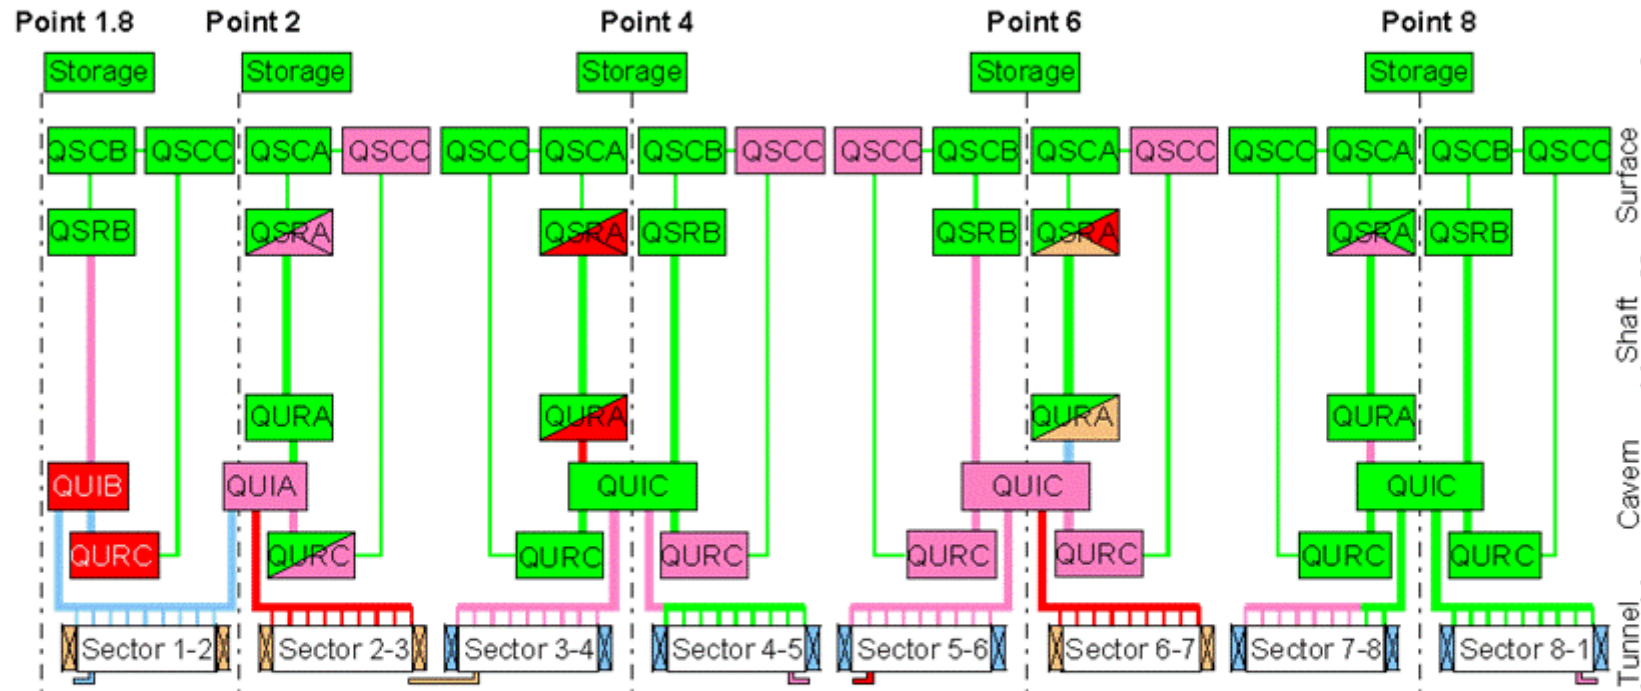 Point 1.8 Point 2 Point 4 Point 6 Point 8
Storage Storage Storage Storage Storage
QSCB QSCC QSCA QSCC QSCC QSCA QSCB QSCC QSCC QSCB QSCA QSCC QSCC QSCA QSCB QSCC
QSRB QSRA QSRA QSRB QSRB QSRA QSRA QSRB
QURA QURA QURA QURA
QUIB QUIA QUIC QUIC QUIC
QURC QURC QURC QURC QURC QURC QURC QURC
Sector 1-2 Sector 2-3 Sector 3-4 Sector 4-5 Sector 5-6 Sector 6-7 Sector 7-8 Sector 8-1
Surface
Shaft
Cavern
Tunnel